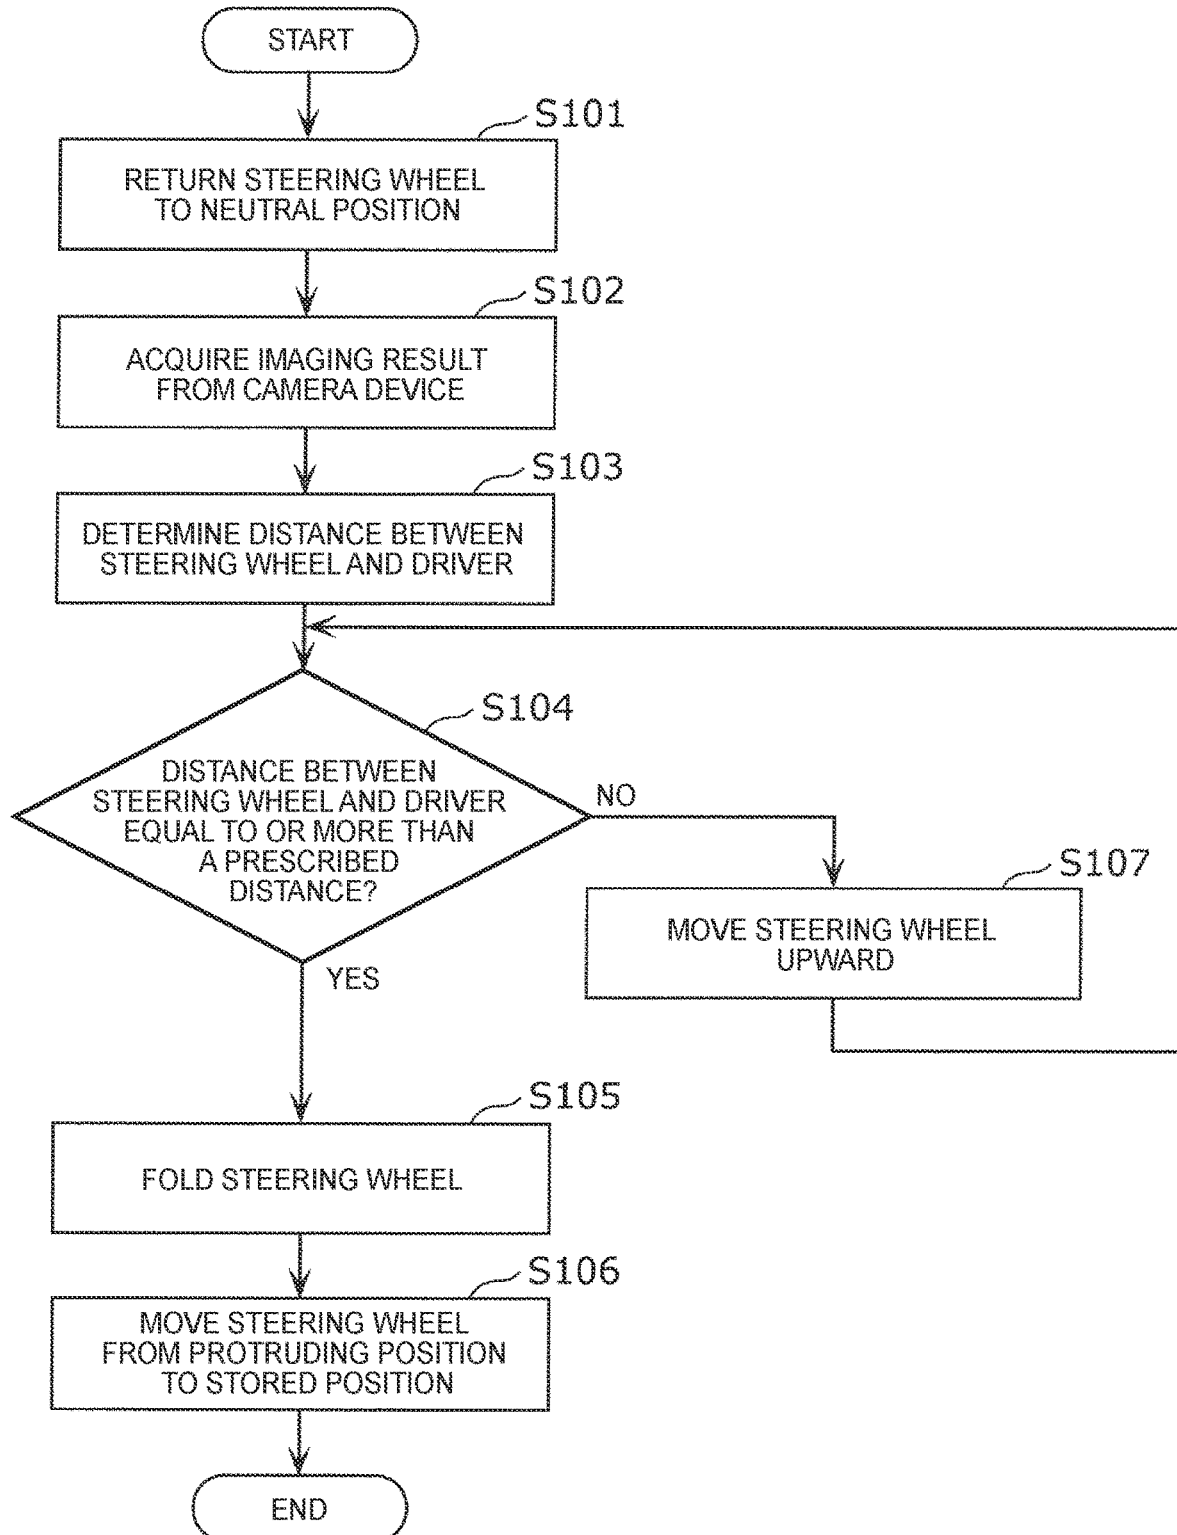 START
S101
RETURN STEERING WHEEL
TO NEUTRAL POSITION
S102
ACQUIRE IMAGING RESULT
FROM CAMERA DEVICE
S103
DETERMINE DISTANCE BETWEEN
STEERING WHEEL AND DRIVER
S104
DISTANCE BETWEEN
STEERING WHEEL AND DRIVER
EQUAL TO OR MORE THAN
A PRESCRIBED
DISTANCE?
NO
YES
S107
MOVE STEERING WHEEL
UPWARD
S105
FOLD STEERING WHEEL
S106
MOVE STEERING WHEEL
FROM PROTRUDING POSITION
TO STORED POSITION
END